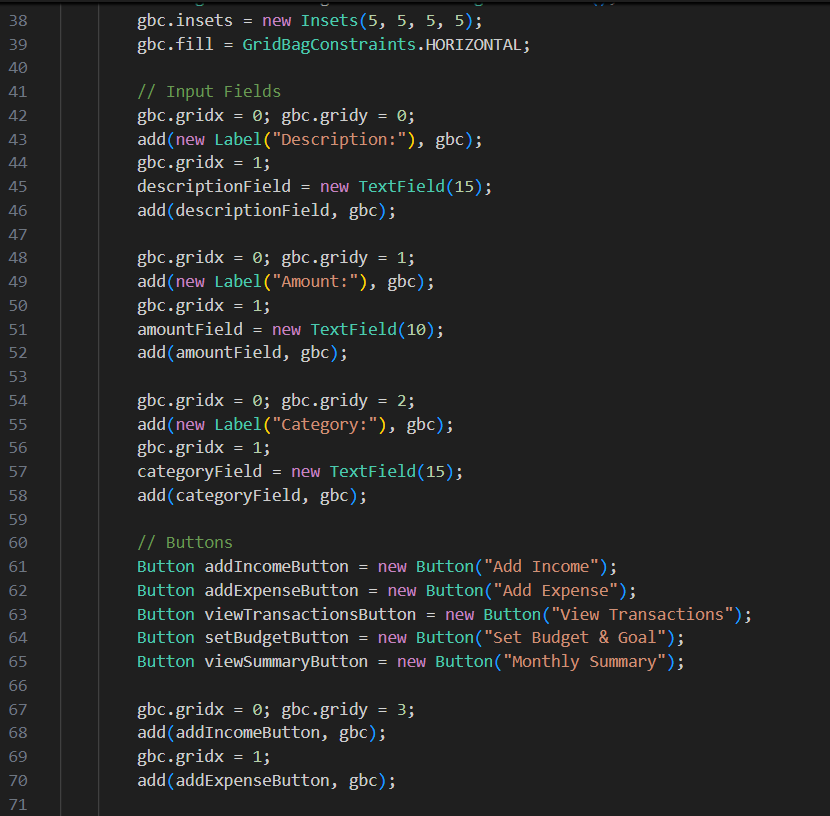 38 gbc.insets = new Insets(5, 5, 5, 5);
39 gbc.fill = GridBagConstraints.HORIZONTAL;
40
41 // Input Fields
42 gbc.gridx = 0; gbc.gridy = 0;
43 add(new Label("Description:"), gbc);
44 gbc.gridx = 1;
45 descriptionField = new TextField(15);
46 add(descriptionField, gbc);
47
48 gbc.gridx = 0; gbc.gridy = 1;
49 add(new Label("Amount:"), gbc);
50 gbc.gridx = 1;
51 amountField = new TextField(10);
52 add(amountField, gbc);
53
54 gbc.gridx = 0; gbc.gridy = 2;
55 add(new Label("Category:"), gbc);
56 gbc.gridx = 1;
57 categoryField = new TextField(15);
58 add(categoryField, gbc);
59
60 // Buttons
61 Button addIncomeButton = new Button("Add Income");
62 Button addExpenseButton = new Button("Add Expense");
63 Button viewTransactionsButton = new Button("View Transactions");
64 Button setBudgetButton = new Button("Set Budget & Goal");
65 Button viewSummaryButton = new Button("Monthly Summary");
66
67 gbc.gridx = 0; gbc.gridy = 3;
68 add(addIncomeButton, gbc);
69 gbc.gridx = 1;
70 add(addExpenseButton, gbc);
71